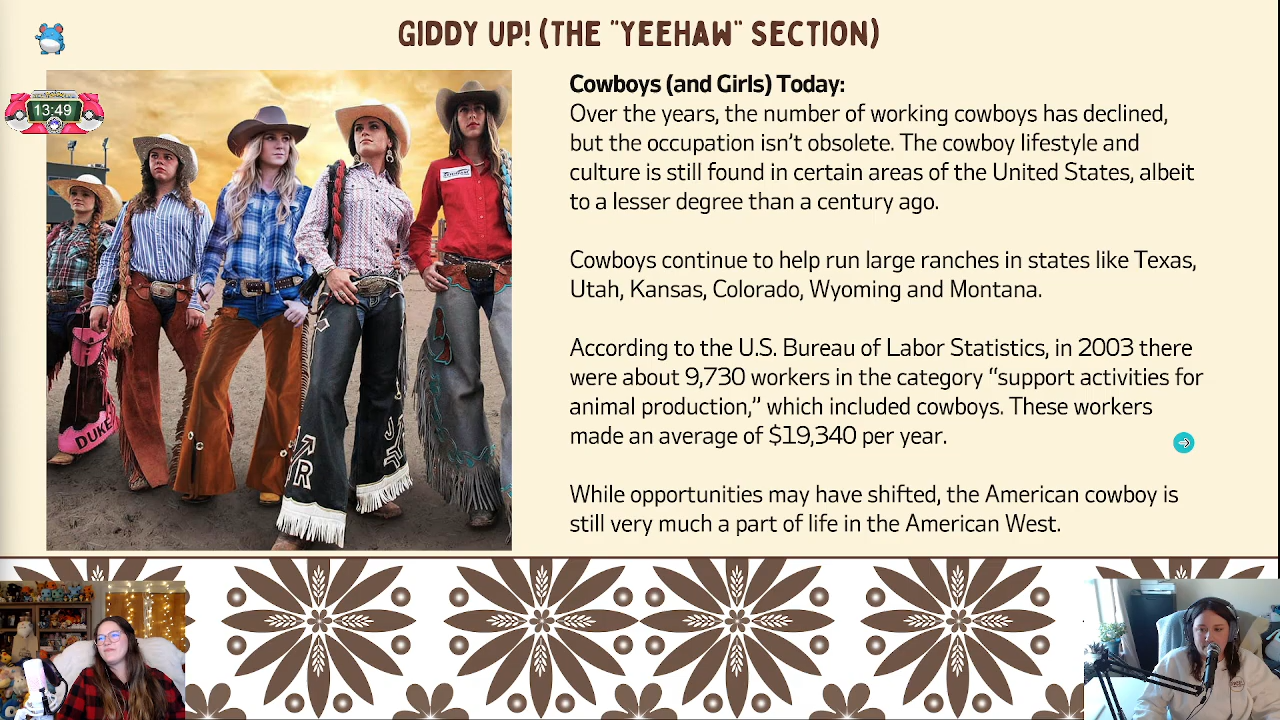 GIDDY UP! (THE "YEEHAW" SECTION)
13:49
Cowboys (and Girls) Today:
Over the years, the number of working cowboys has declined,
but the occupation isn't obsolete. The cowboy lifestyle and
culture is still found in certain areas of the United States, albeit
to a lesser degree than a century ago.
Cowboys continue to help run large ranches in states like Texas,
Utah, Kansas, Colorado, Wyoming and Montana.
According to the U.S. Bureau of Labor Statistics, in 2003 there
were about 9,730 workers in the category “support activities for
animal production,” which included cowboys. These workers
made an average of $19,340 per year.
While opportunities may have shifted, the American cowboy is
still very much a part of life in the American West.
DUKE
R